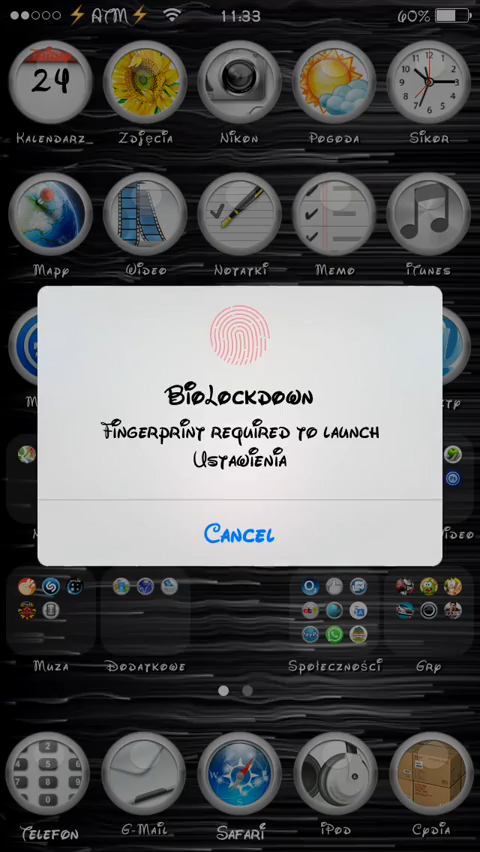 ATM 11:33 60%
24
Kalendarz Zdjęcia Nikon Pogoda Sikor
Mapy Wideo Notatki Memo iTunes
BioLockdown
Fingerprint required to launch
Ustawienia
Cancel
Muza Dodatkowe Społeczności Gry
Telefon G-Mail Safari iPod Cydia